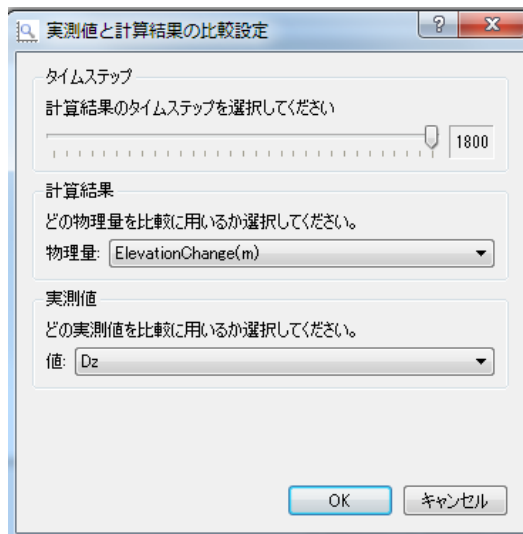 実測値と計算結果の比較設定
タイムステップ
計算結果のタイムステップを選択してください
1800
計算結果
どの物理量を比較に用いるか選択してください。
物理量: ElevationChange(m)
実測値
どの実測値を比較に用いるか選択してください。
値: Dz
OK キャンセル